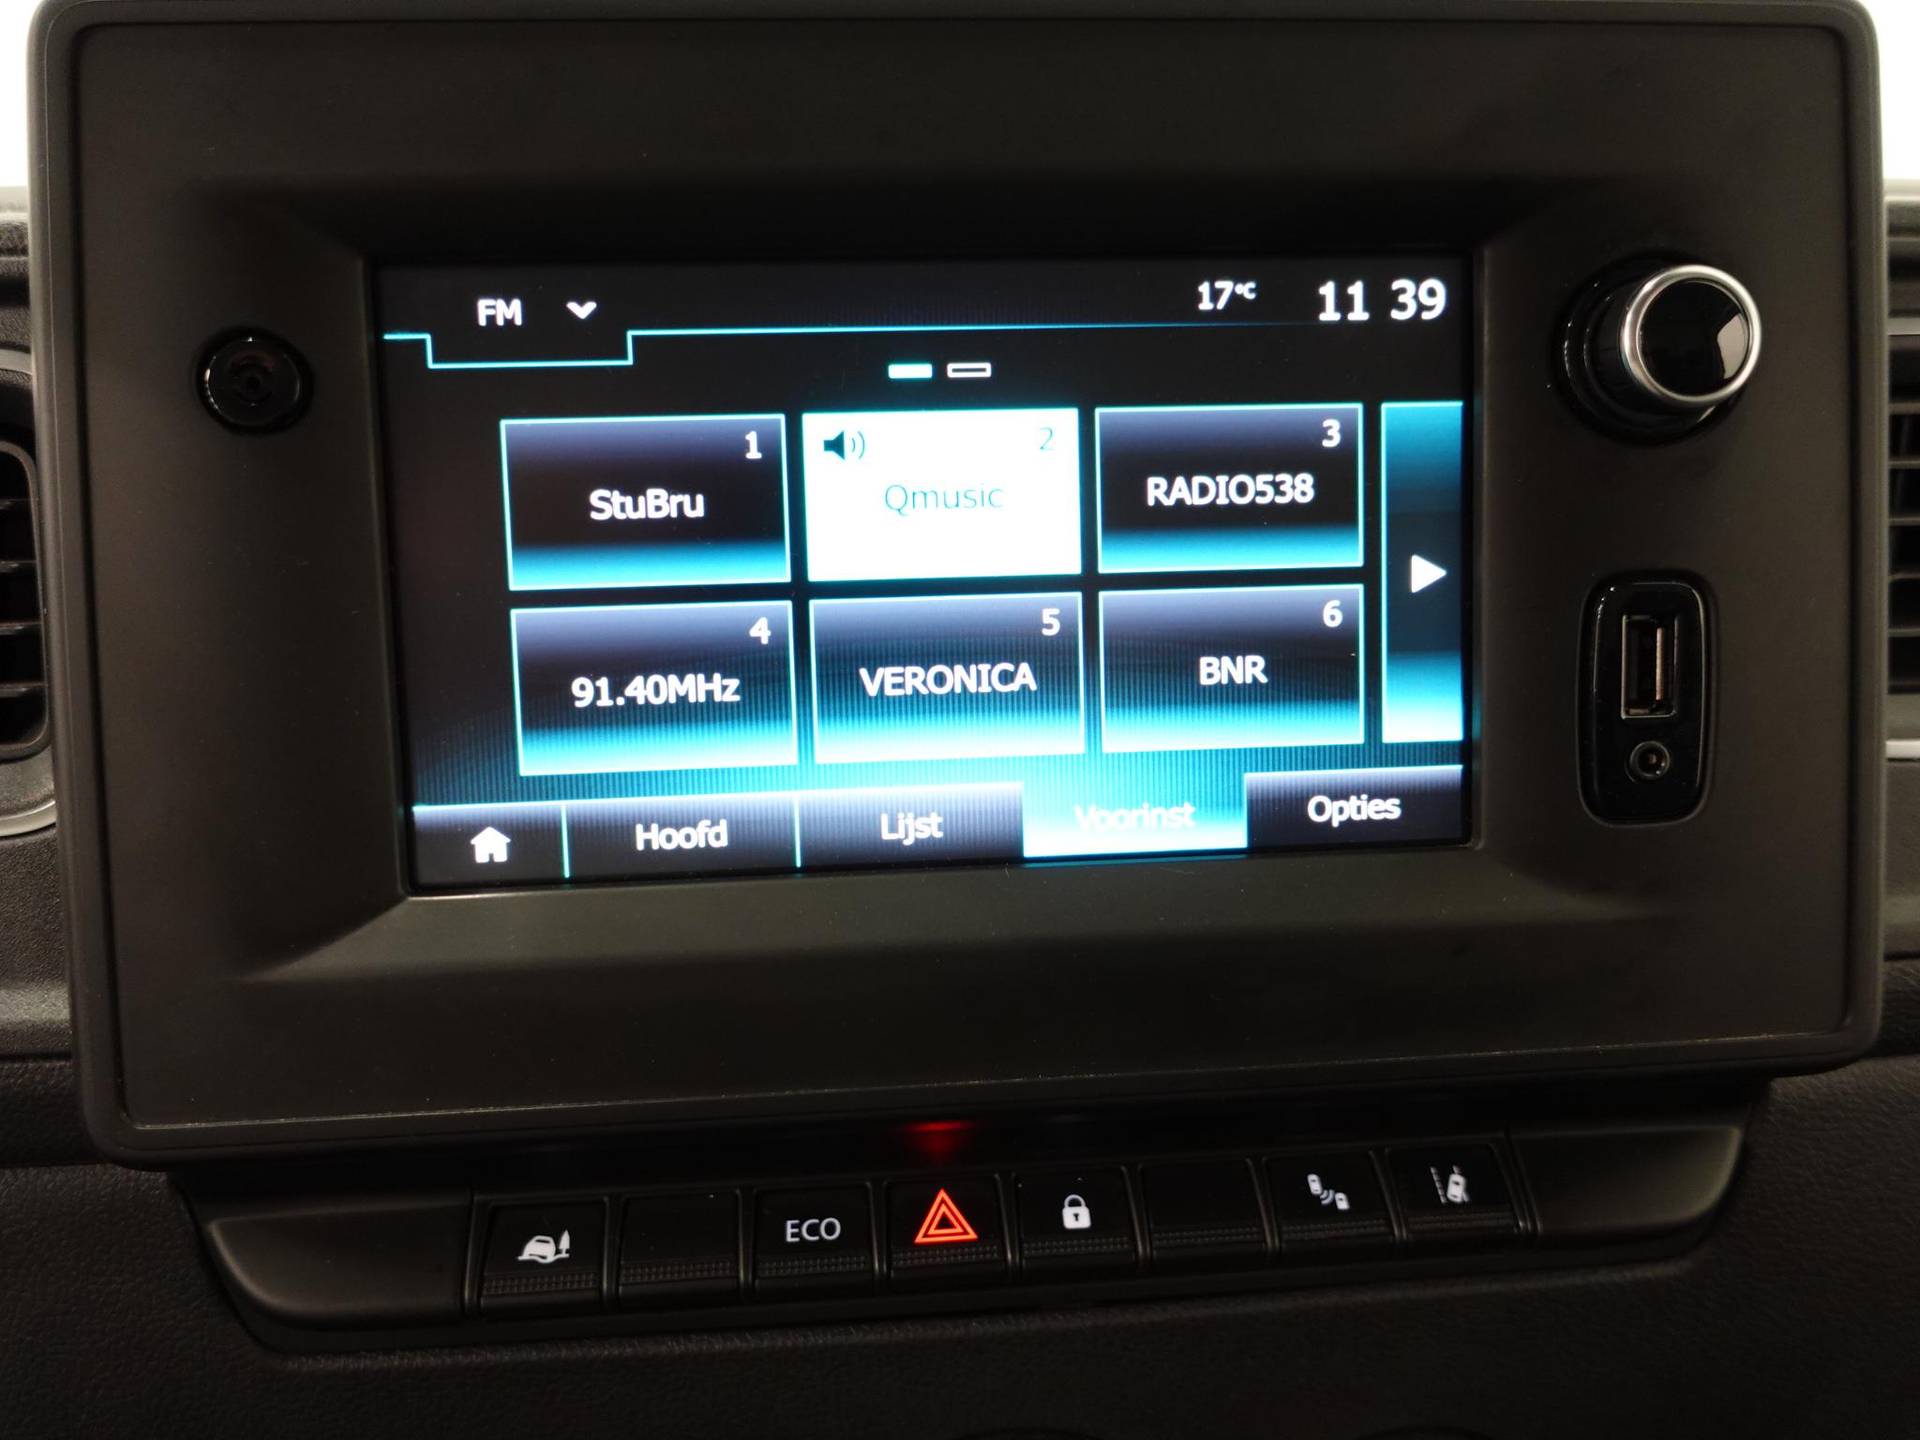 FM 17°C 11 39
1 2 3
StuBru Qmusic RADIO538
4 5 6
91.40MHz VERONICA BNR
Hoofd Lijst Voorinst Opties
ECO